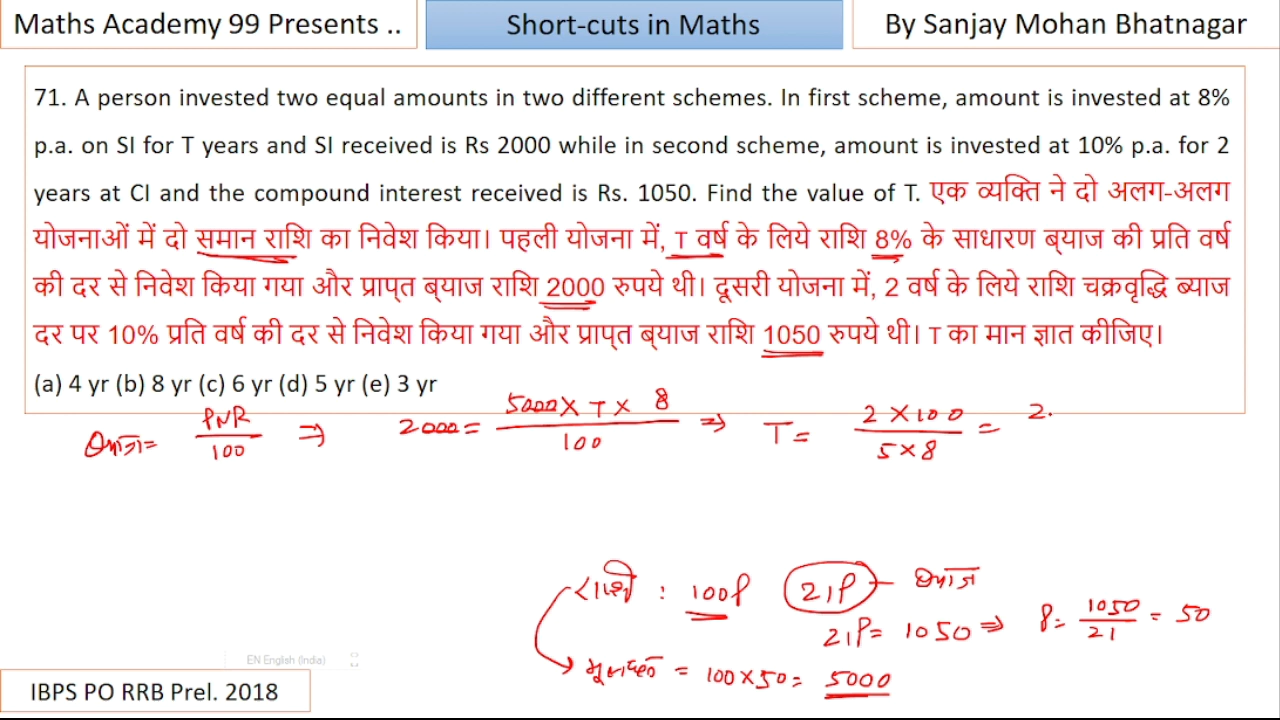 Maths Academy 99 Presents ..
Short-cuts in Maths
By Sanjay Mohan Bhatnagar
71. A person invested two equal amounts in two different schemes. In first scheme, amount is invested at 8%
p.a. on SI for T years and SI received is Rs 2000 while in second scheme, amount is invested at 10% p.a. for 2
years at CI and the compound interest received is Rs. 1050. Find the value of T. एक व्यक्ति ने दो अलग-अलग
योजनाओं में दो समान राशि का निवेश किया। पहली योजना में, T वर्ष के लिये राशि 8% के साधारण ब्याज की प्रति वर्ष
की दर से निवेश किया गया और प्राप्त ब्याज राशि 2000 रुपये थी। दूसरी योजना में, 2 वर्ष के लिये राशि चक्रवृद्धि ब्याज
दर पर 10% प्रति वर्ष की दर से निवेश किया गया और प्राप्त ब्याज राशि 1050 रुपये थी। T का मान ज्ञात कीजिए।
(a) 4 yr (b) 8 yr (c) 6 yr (d) 5 yr (e) 3 yr
ब्याज = PNR / 100 ⇒ 2000 = 5000 X T X 8 / 100 ⇒ T = 2 X 100 / 5 X 8 = 2.
राशि : 100P 21P - ब्याज
21P = 1050 ⇒ P = 1050 / 21 = 50
मूलधन = 100 X 50 = 5000
EN English (India)
IBPS PO RRB Prel. 2018